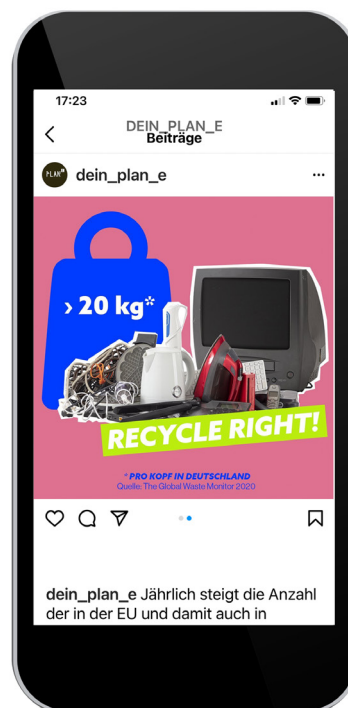 17:23
DEIN_PLAN_E
Beiträge
PLAN E
dein_plan_e
> 20 kg*
RECYCLE RIGHT!
* PRO KOPF IN DEUTSCHLAND
Quelle: The Global Waste Monitor 2020
dein_plan_e Jährlich steigt die Anzahl
der in der EU und damit auch in